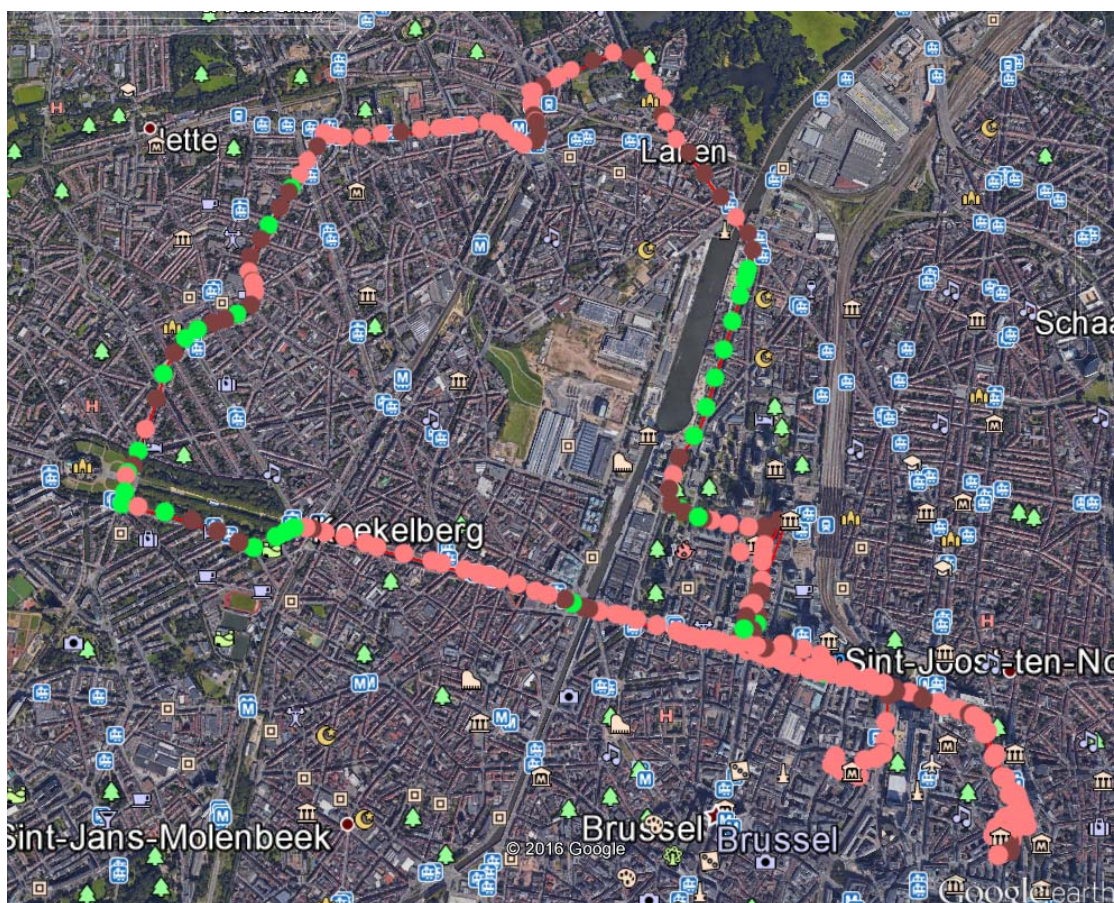 Jette
Laken
Schaa
Koekelberg
Sint-Joost-ten-No
Sint-Jans-Molenbeek
Brussel
Brussel
© 2016 Google
Google earth